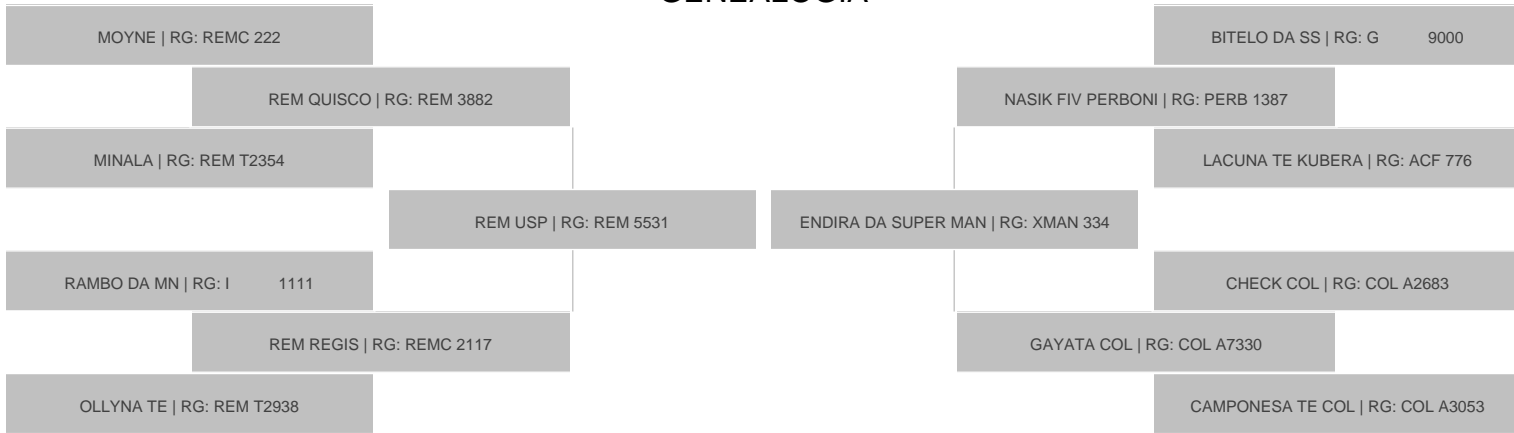 MOYNE | RG: REMC 222
BITELO DA SS | RG: G 9000
REM QUISCO | RG: REM 3882
NASIK FIV PERBONI | RG: PERB 1387
MINALA | RG: REM T2354
LACUNA TE KUBERA | RG: ACF 776
REM USP | RG: REM 5531
ENDIRA DA SUPER MAN | RG: XMAN 334
RAMBO DA MN | RG: I 1111
CHECK COL | RG: COL A2683
REM REGIS | RG: REMC 2117
GAYATA COL | RG: COL A7330
OLLYNA TE | RG: REM T2938
CAMPONESA TE COL | RG: COL A3053